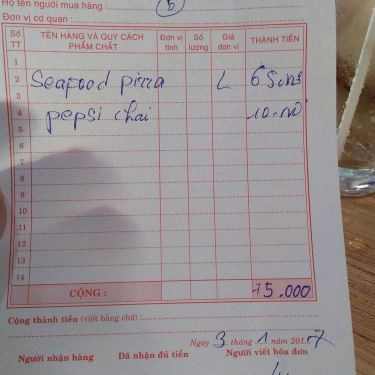 Họ tên người mua hàng : 5
Đơn vị cơ quan :
Số TT TÊN HÀNG VÀ QUY CÁCH PHẨM CHẤT Đơn vị tính Số lượng Giá đơn vị THÀNH TIỀN
1
2 Seafood pizza L 65
3
4 pepsi chai 10
5
6
7
8
9
10
11
12
13
14
CỘNG : 75.000
Cộng thành tiền (viết bằng chữ) :
Ngày 3 tháng 1 năm 2017
Người nhận hàng Đã nhận đủ tiền Người viết hóa đơn